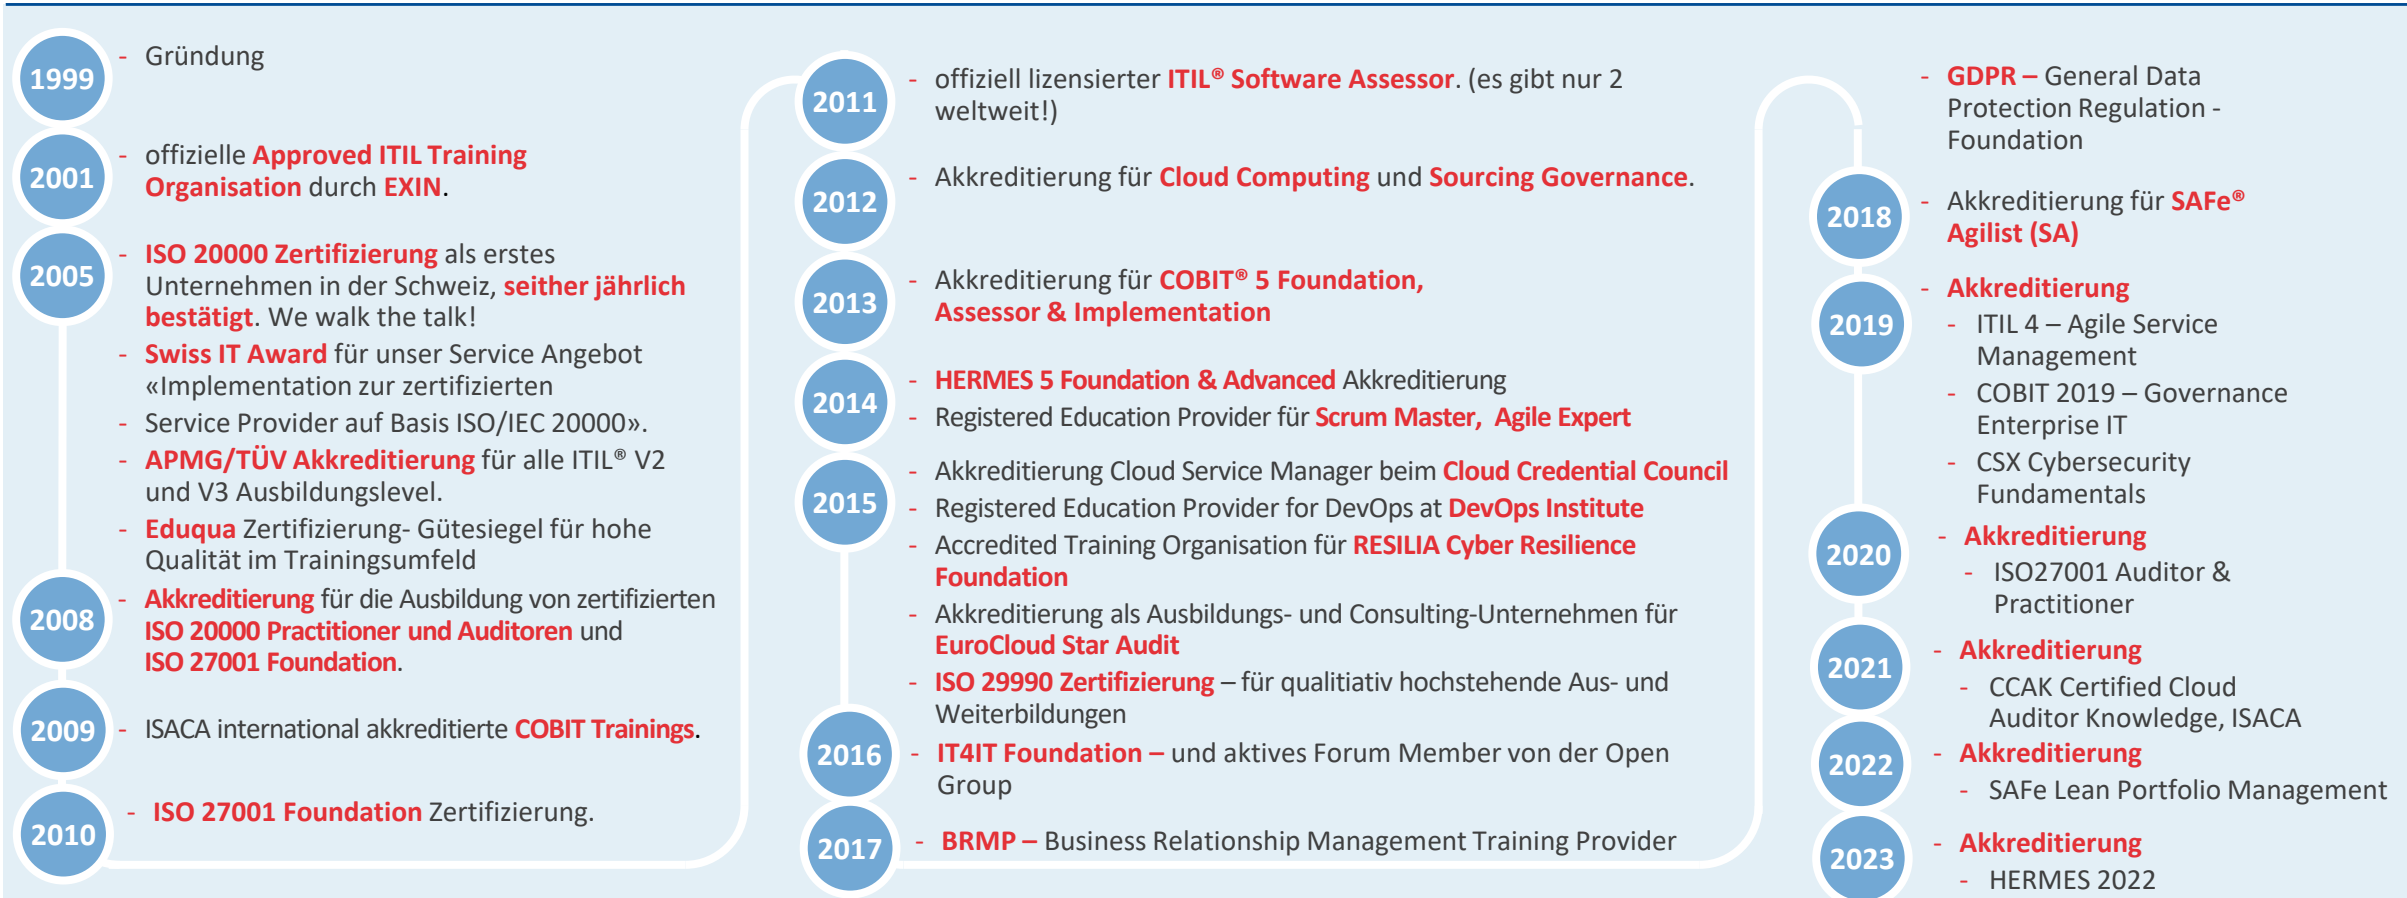 1999
- Gründung
2001
- offizielle Approved ITIL Training
Organisation durch EXIN.
2005
- ISO 20000 Zertifizierung als erstes
Unternehmen in der Schweiz, seither jährlich
bestätigt. We walk the talk!
- Swiss IT Award für unser Service Angebot
«Implementation zur zertifizierten
- Service Provider auf Basis ISO/IEC 20000».
- APMG/TÜV Akkreditierung für alle ITIL® V2
und V3 Ausbildungslevel.
- Eduqua Zertifizierung- Gütesiegel für hohe
Qualität im Trainingsumfeld
2008
- Akkreditierung für die Ausbildung von zertifizierten
ISO 20000 Practitioner und Auditoren und
ISO 27001 Foundation.
2009
- ISACA international akkreditierte COBIT Trainings.
2010
- ISO 27001 Foundation Zertifizierung.
2011
- offiziell lizensierter ITIL® Software Assessor. (es gibt nur 2
weltweit!)
2012
- Akkreditierung für Cloud Computing und Sourcing Governance.
2013
- Akkreditierung für COBIT® 5 Foundation,
Assessor & Implementation
2014
- HERMES 5 Foundation & Advanced Akkreditierung
- Registered Education Provider für Scrum Master, Agile Expert
2015
- Akkreditierung Cloud Service Manager beim Cloud Credential Council
- Registered Education Provider for DevOps at DevOps Institute
- Accredited Training Organisation für RESILIA Cyber Resilience
Foundation
- Akkreditierung als Ausbildungs- und Consulting-Unternehmen für
EuroCloud Star Audit
- ISO 29990 Zertifizierung – für qualitiativ hochstehende Aus- und
Weiterbildungen
2016
- IT4IT Foundation – und aktives Forum Member von der Open
Group
2017
- BRMP – Business Relationship Management Training Provider
- GDPR – General Data
Protection Regulation -
Foundation
2018
- Akkreditierung für SAFe®
Agilist (SA)
2019
- Akkreditierung
- ITIL 4 – Agile Service
Management
- COBIT 2019 – Governance
Enterprise IT
- CSX Cybersecurity
Fundamentals
2020
- Akkreditierung
- ISO27001 Auditor &
Practitioner
2021
- Akkreditierung
- CCAK Certified Cloud
Auditor Knowledge, ISACA
2022
- Akkreditierung
- SAFe Lean Portfolio Management
2023
- Akkreditierung
- HERMES 2022